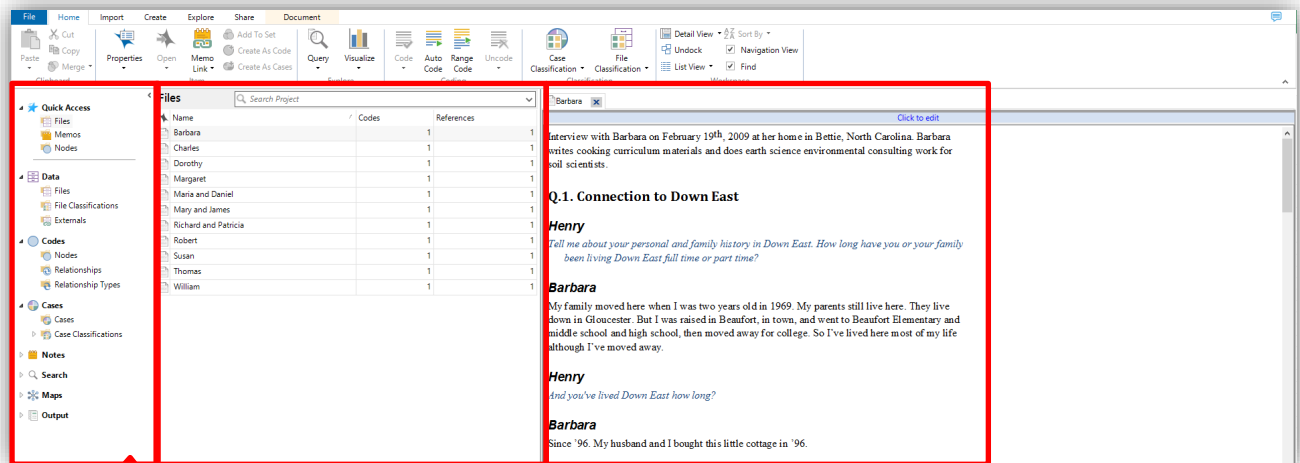 File Home Import Create Explore Share Document
Cut Add To Set Detail View Sort By
Copy Create As Code Undock Navigation View
Paste Merge Properties Open Memo Link Create As Cases Query Visualize Code Auto Code Range Code Uncode Case Classification File Classification List View Find
Clipboard Item Explore Coding Classification Workspace
Quick Access
Files
Memos
Nodes
Data
Files
File Classifications
Externals
Codes
Nodes
Relationships
Relationship Types
Cases
Cases
Case Classifications
Notes
Search
Maps
Output
Files Search Project
Name Codes References
Barbara 1 1
Charles 1 1
Dorothy 1 1
Margaret 1 1
Maria and Daniel 1 1
Mary and James 1 1
Richard and Patricia 1 1
Robert 1 1
Susan 1 1
Thomas 1 1
William 1 1
Barbara
Click to edit
Interview with Barbara on February 19th, 2009 at her home in Bettie, North Carolina. Barbara
writes cooking curriculum materials and does earth science environmental consulting work for
soil scientists.
Q.1. Connection to Down East
Henry
Tell me about your personal and family history in Down East. How long have you or your family
been living Down East full time or part time?
Barbara
My family moved here when I was two years old in 1969. My parents still live here. They live
down in Gloucester. But I was raised in Beaufort, in town, and went to Beaufort Elementary and
middle school and high school, then moved away for college. So I've lived here most of my life
although I've moved away.
Henry
And you've lived Down East how long?
Barbara
Since '96. My husband and I bought this little cottage in '96.